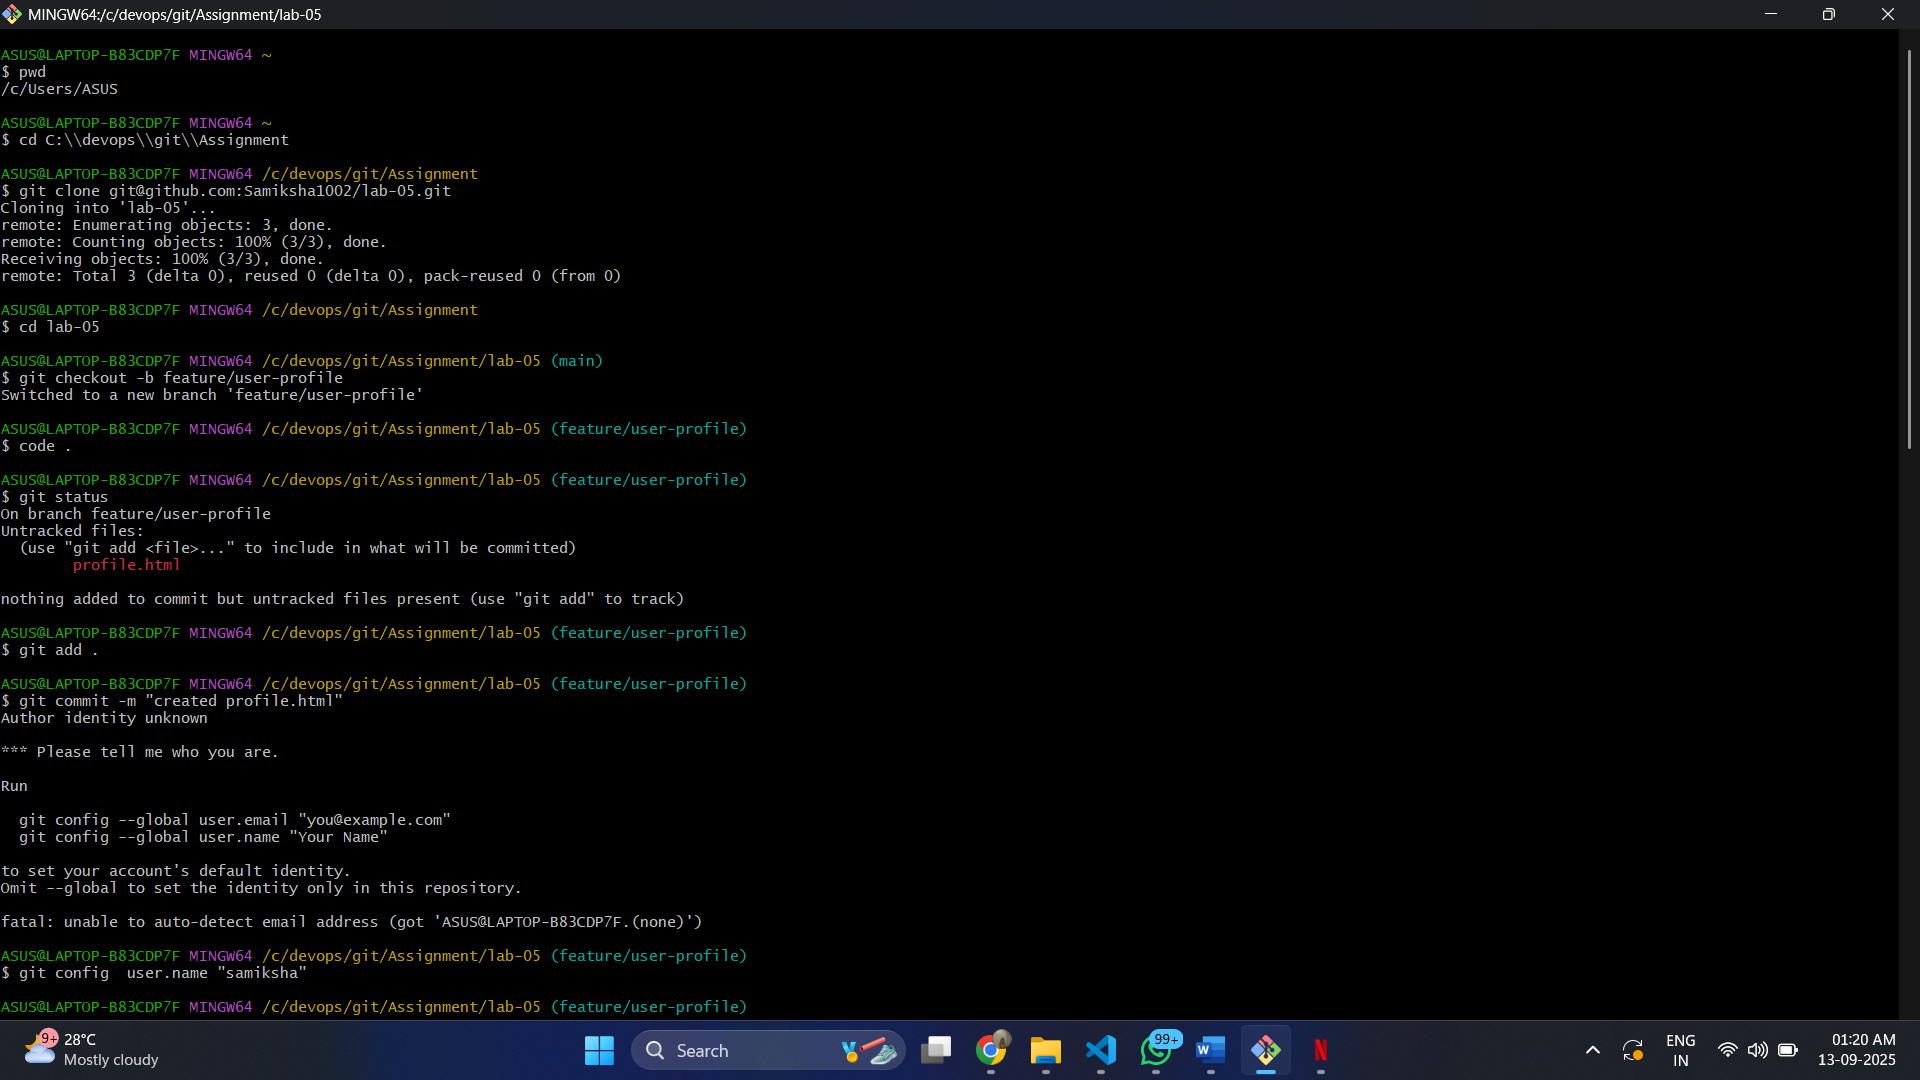 MINGW64:/c/devops/git/Assignment/lab-05
ASUS@LAPTOP-B83CDP7F MINGW64 ~
$ pwd
/c/Users/ASUS
ASUS@LAPTOP-B83CDP7F MINGW64 ~
$ cd C:\\devops\\git\\Assignment
ASUS@LAPTOP-B83CDP7F MINGW64 /c/devops/git/Assignment
$ git clone git@github.com:Samiksha1002/lab-05.git
Cloning into 'lab-05'...
remote: Enumerating objects: 3, done.
remote: Counting objects: 100% (3/3), done.
Receiving objects: 100% (3/3), done.
remote: Total 3 (delta 0), reused 0 (delta 0), pack-reused 0 (from 0)
ASUS@LAPTOP-B83CDP7F MINGW64 /c/devops/git/Assignment
$ cd lab-05
ASUS@LAPTOP-B83CDP7F MINGW64 /c/devops/git/Assignment/lab-05 (main)
$ git checkout -b feature/user-profile
Switched to a new branch 'feature/user-profile'
ASUS@LAPTOP-B83CDP7F MINGW64 /c/devops/git/Assignment/lab-05 (feature/user-profile)
$ code .
ASUS@LAPTOP-B83CDP7F MINGW64 /c/devops/git/Assignment/lab-05 (feature/user-profile)
$ git status
On branch feature/user-profile
Untracked files:
  (use "git add <file>..." to include in what will be committed)
        profile.html
nothing added to commit but untracked files present (use "git add" to track)
ASUS@LAPTOP-B83CDP7F MINGW64 /c/devops/git/Assignment/lab-05 (feature/user-profile)
$ git add .
ASUS@LAPTOP-B83CDP7F MINGW64 /c/devops/git/Assignment/lab-05 (feature/user-profile)
$ git commit -m "created profile.html"
Author identity unknown
*** Please tell me who you are.
Run
  git config --global user.email "you@example.com"
  git config --global user.name "Your Name"
to set your account's default identity.
Omit --global to set the identity only in this repository.
fatal: unable to auto-detect email address (got 'ASUS@LAPTOP-B83CDP7F.(none)')
ASUS@LAPTOP-B83CDP7F MINGW64 /c/devops/git/Assignment/lab-05 (feature/user-profile)
$ git config  user.name "samiksha"
ASUS@LAPTOP-B83CDP7F MINGW64 /c/devops/git/Assignment/lab-05 (feature/user-profile)
9+ 28°C
Mostly cloudy
Search
99+
ENG
IN
01:20 AM
13-09-2025